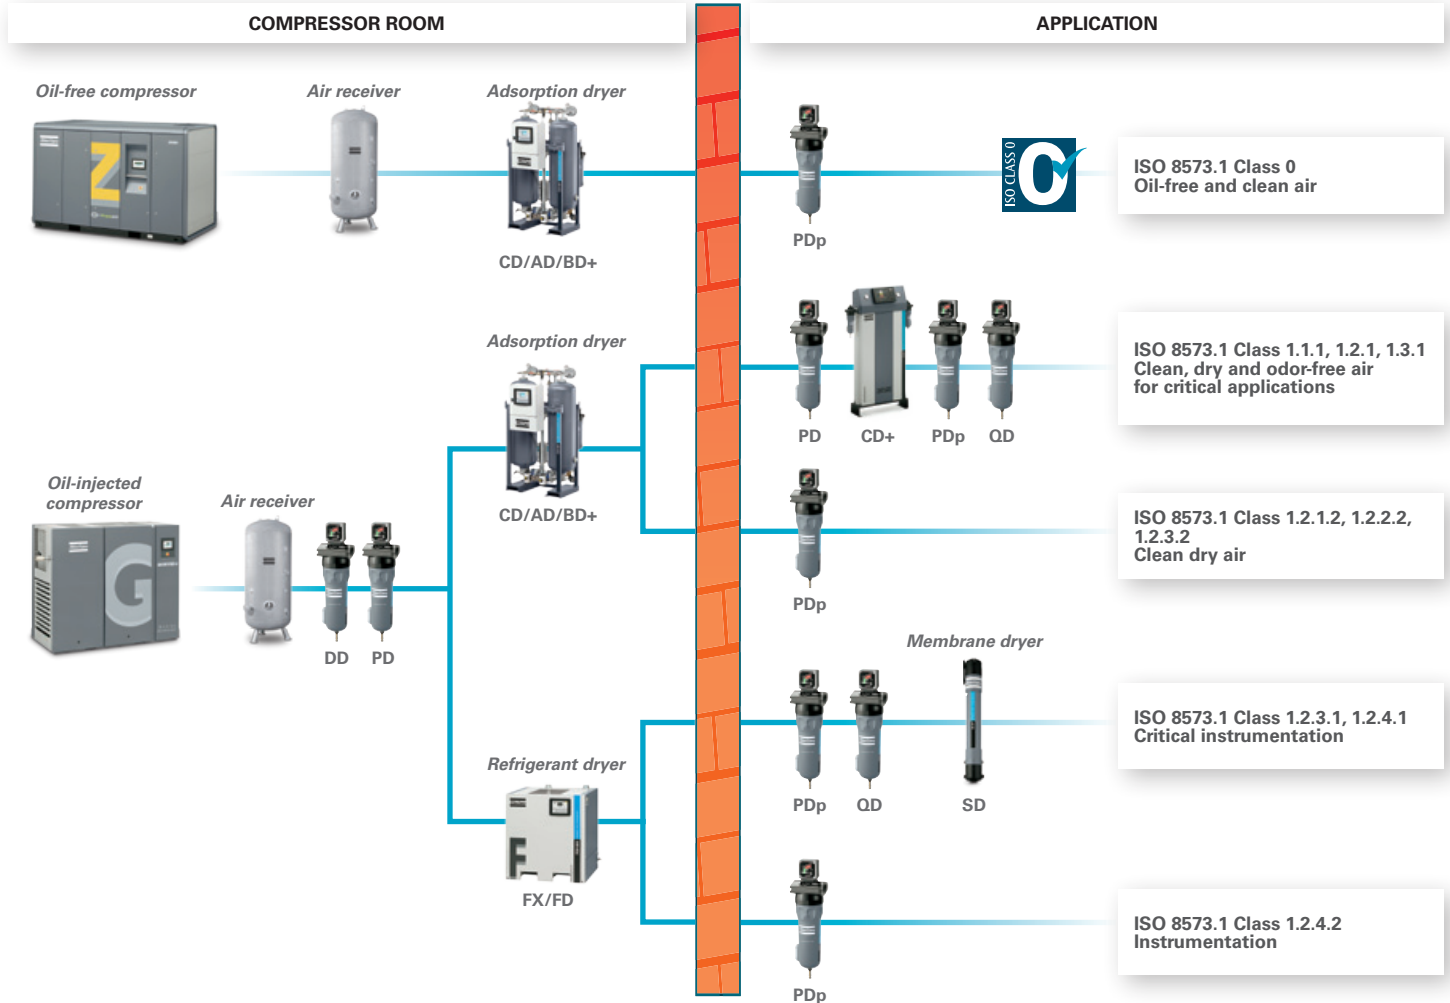 COMPRESSOR ROOM
APPLICATION
Oil-free compressor
Air receiver
Adsorption dryer
Z
CD/AD/BD+
PDp
ISO CLASS 0
0
ISO 8573.1 Class 0
Oil-free and clean air
Adsorption dryer
CD/AD/BD+
PD
CD+
PDp
QD
ISO 8573.1 Class 1.1.1, 1.2.1, 1.3.1
Clean, dry and odor-free air
for critical applications
Oil-injected
compressor
Air receiver
G
DD
PD
PDp
ISO 8573.1 Class 1.2.1.2, 1.2.2.2,
1.2.3.2
Clean dry air
Membrane dryer
PDp
QD
SD
ISO 8573.1 Class 1.2.3.1, 1.2.4.1
Critical instrumentation
Refrigerant dryer
F
FX/FD
PDp
ISO 8573.1 Class 1.2.4.2
Instrumentation